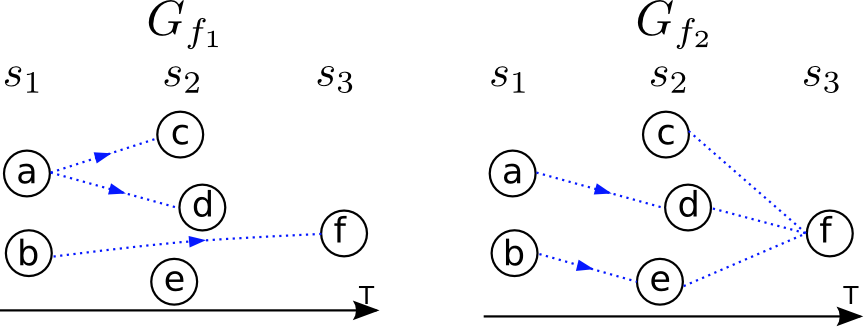 G_{f_1} G_{f_2}
s_1 s_2 s_3 s_1 s_2 s_3
c c
a a
d d
f f
b b
e e
T T